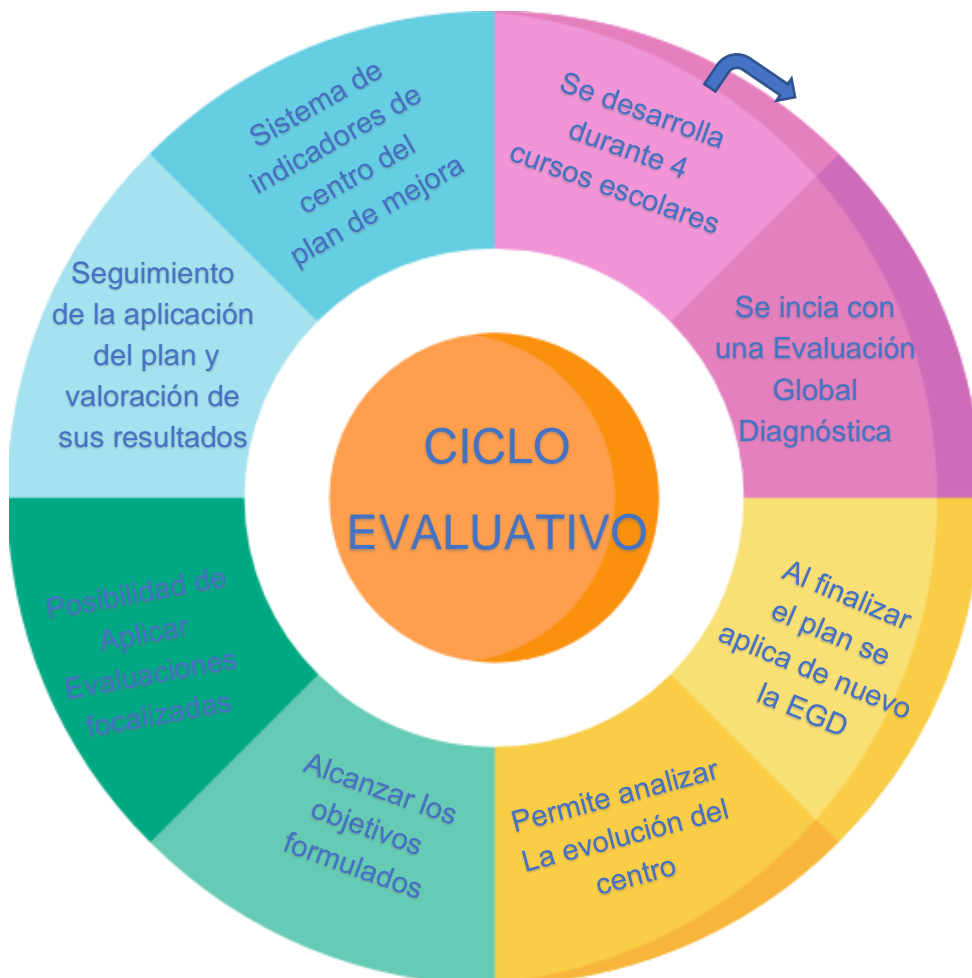 CICLO
EVALUATIVO
Se desarrolla
durante 4
cursos escolares
Se incia con
una Evaluación
Global
Diagnóstica
Al finalizar
el plan se
aplica de nuevo
la EGD
Permite analizar
La evolución del
centro
Alcanzar los
objetivos
formulados
Posibilidad de
Aplicar
Evaluaciones
focalizadas
Seguimiento
de la aplicación
del plan y
valoración de
sus resultados
Sistema de
indicadores de
centro del
plan de mejora